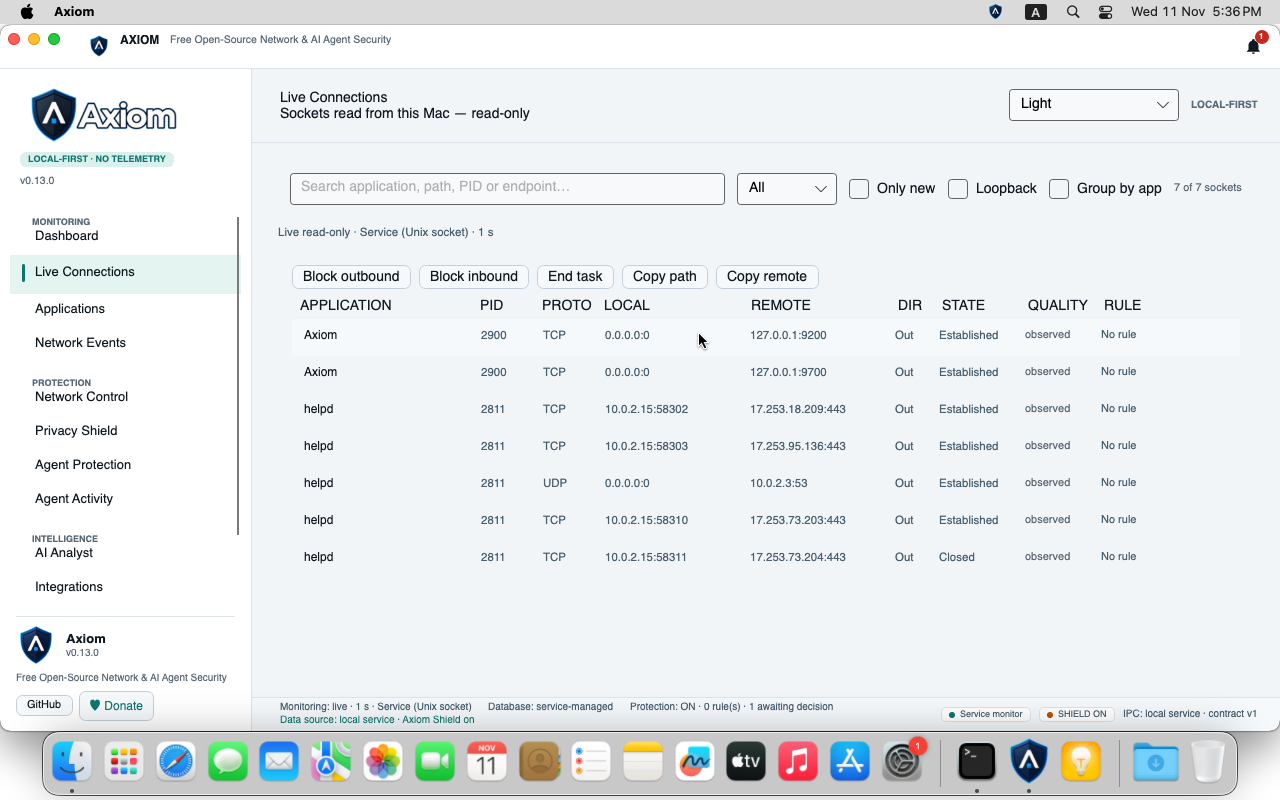 Axiom
A
Wed 11 Nov 5:36 PM
AXIOM Free Open-Source Network & AI Agent Security
1
Axiom
LOCAL-FIRST · NO TELEMETRY
v0.13.0
MONITORING
Dashboard
Live Connections
Applications
Network Events
PROTECTION
Network Control
Privacy Shield
Agent Protection
Agent Activity
INTELLIGENCE
AI Analyst
Integrations
Axiom
v0.13.0
Free Open-Source Network & AI Agent Security
GitHub
Donate
Live Connections
Sockets read from this Mac — read-only
Light
LOCAL-FIRST
Search application, path, PID or endpoint...
All
Only new
Loopback
Group by app
7 of 7 sockets
Live read-only · Service (Unix socket) · 1 s
Block outbound Block inbound End task Copy path Copy remote
APPLICATION PID PROTO LOCAL REMOTE DIR STATE QUALITY RULE
Axiom 2900 TCP 0.0.0.0:0 127.0.0.1:9200 Out Established observed No rule
Axiom 2900 TCP 0.0.0.0:0 127.0.0.1:9700 Out Established observed No rule
helpd 2811 TCP 10.0.2.15:58302 17.253.18.209:443 Out Established observed No rule
helpd 2811 TCP 10.0.2.15:58303 17.253.95.136:443 Out Established observed No rule
helpd 2811 UDP 0.0.0.0:0 10.0.2.3:53 Out Established observed No rule
helpd 2811 TCP 10.0.2.15:58310 17.253.73.203:443 Out Established observed No rule
helpd 2811 TCP 10.0.2.15:58311 17.253.73.204:443 Out Closed observed No rule
Monitoring: live · 1 s · Service (Unix socket) Database: service-managed Protection: ON · 0 rule(s) · 1 awaiting decision
Data source: local service · Axiom Shield on
Service monitor
SHIELD ON
IPC: local service · contract v1
NOV
11
tv
1